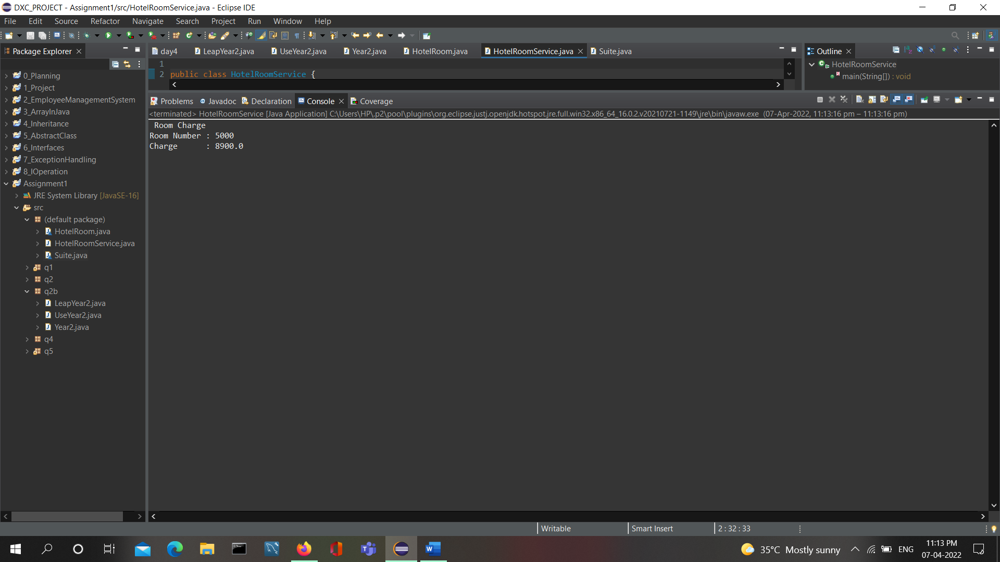 DXC_PROJECT - Assignment1/src/HotelRoomService.java - Eclipse IDE
File Edit Source Refactor Navigate Search Project Run Window Help
Package Explorer
0_Planning
1_Project
2_EmployeeManagementSystem
3_ArrayInJava
4_Inheritance
5_AbstractClass
6_Interfaces
7_ExceptionHandling
8_IOperation
Assignment1
JRE System Library [JavaSE-16]
src
(default package)
HotelRoom.java
HotelRoomService.java
Suite.java
q1
q2
q2b
LeapYear2.java
UseYear2.java
Year2.java
q4
q5
day4 LeapYear2.java UseYear2.java Year2.java HotelRoom.java HotelRoomService.java Suite.java
1
2 public class HotelRoomService {
Outline
HotelRoomService
main(String[]) : void
Problems Javadoc Declaration Console Coverage
<terminated> HotelRoomService [Java Application] C:\Users\HP\.p2\pool\plugins\org.eclipse.justj.openjdk.hotspot.jre.full.win32.x86_64_16.0.2.v20210721-1149\jre\bin\javaw.exe (07-Apr-2022, 11:13:16 pm – 11:13:16 pm)
Room Charge
Room Number : 5000
Charge      : 8900.0
Writable Smart Insert 2 : 32 : 33
35°C Mostly sunny ENG 11:13 PM
07-04-2022